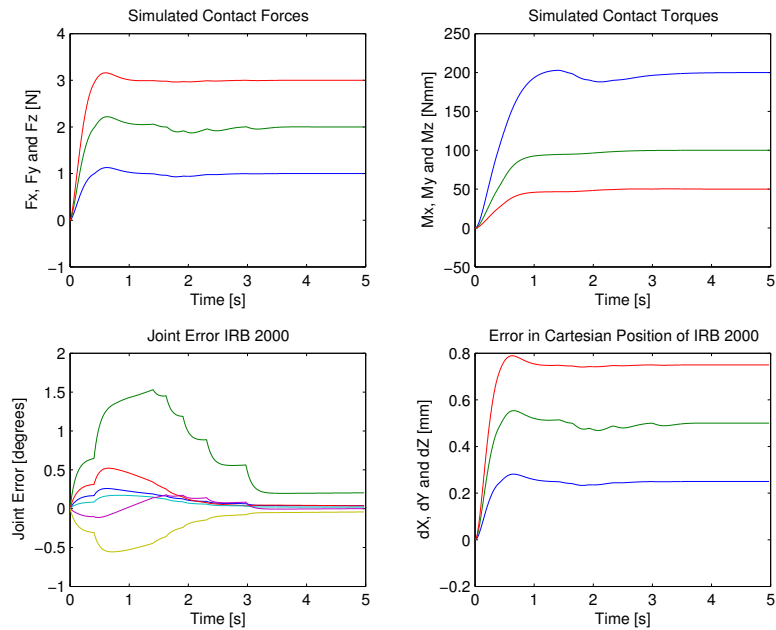 Simulated Contact Forces
Fx, Fy and Fz [N]
4
3
2
1
0
−1
0 1 2 3 4 5
Time [s]
Simulated Contact Torques
Mx, My and Mz [Nmm]
200
150
100
50
0
−50
0 1 2 3 4 5
Time [s]
Joint Error IRB 2000
Joint Error [degrees]
2
1.5
1
0.5
0
−0.5
−1
0 1 2 3 4 5
Time [s]
Error in Cartesian Position of IRB 2000
dX, dY and dZ [mm]
0.8
0.6
0.4
0.2
0
−0.2
0 1 2 3 4 5
Time [s]